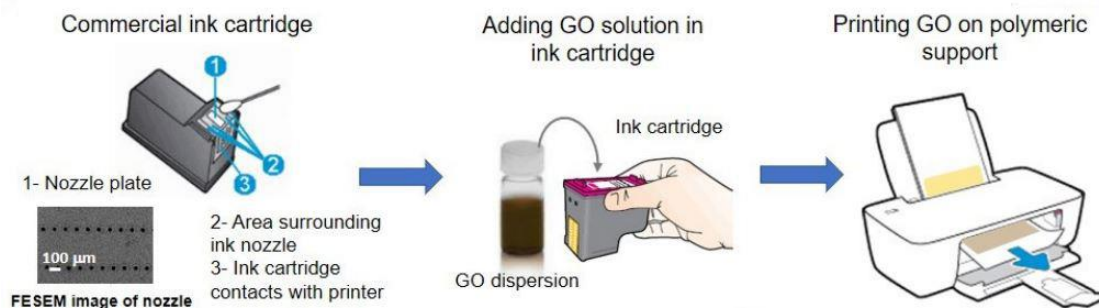 Commercial ink cartridge
1
2
3
1- Nozzle plate
100 µm
FESEM image of nozzle
2- Area surrounding
ink nozzle
3- Ink cartridge
contacts with printer
Adding GO solution in
ink cartridge
Ink cartridge
GO dispersion
Printing GO on polymeric
support